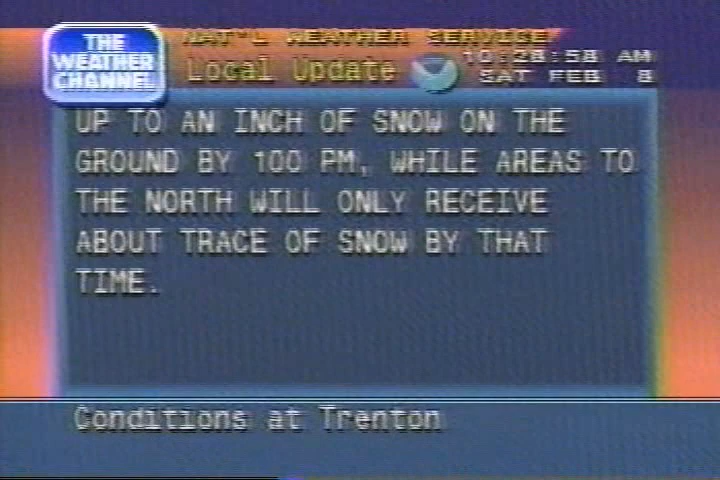 THE
WEATHER
CHANNEL
NAT'L WEATHER SERVICE
Local Update
10:28:58 AM
SAT FEB 8
UP TO AN INCH OF SNOW ON THE
GROUND BY 100 PM, WHILE AREAS TO
THE NORTH WILL ONLY RECEIVE
ABOUT TRACE OF SNOW BY THAT
TIME.
Conditions at Trenton